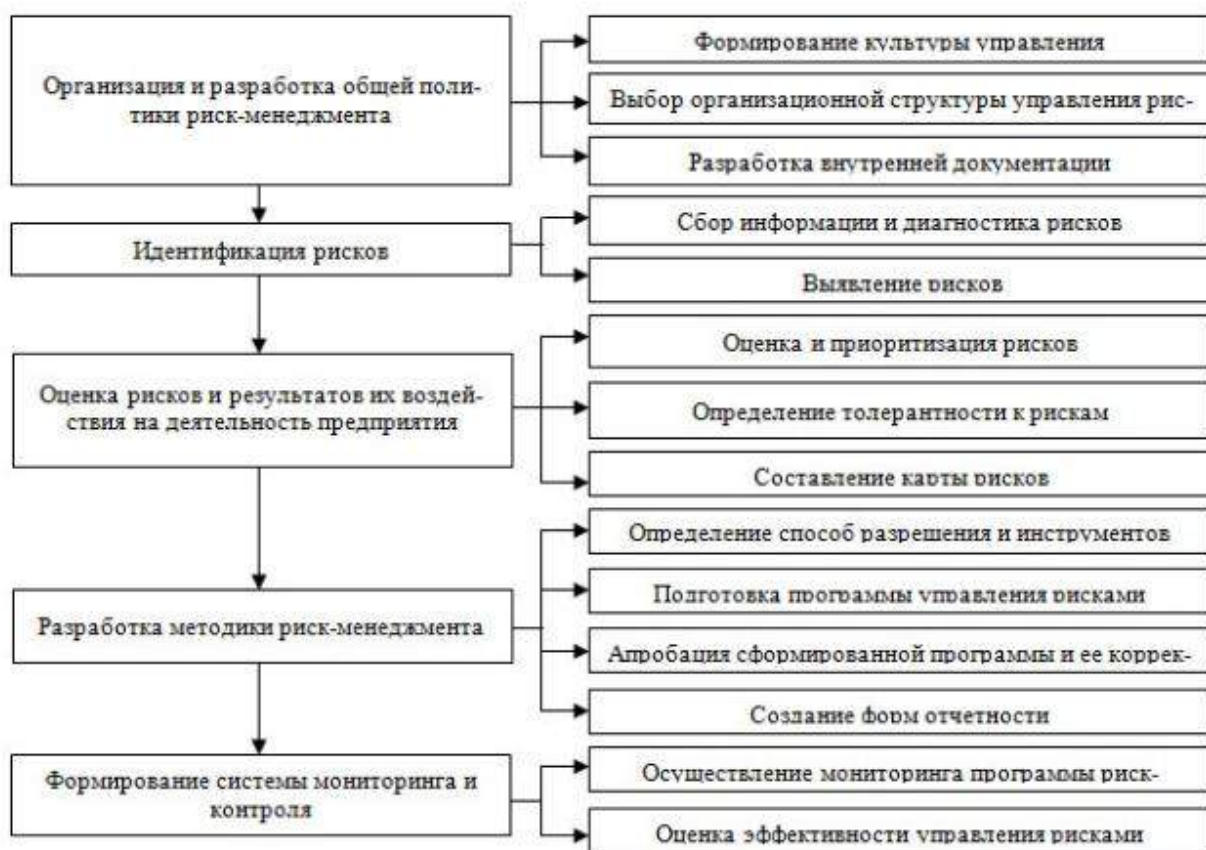 Организация и разработка общей поли-
тики риск-менеджмента
Формирование культуры управления
Выбор организационной структуры управления рис-
Разработка внутренней документации
Идентификация рисков
Сбор информации и диагностика рисков
Выявление рисков
Оценка рисков и результатов их воздей-
ствия на деятельность предприятия
Оценка и приоритизация рисков
Определение толерантности к рискам
Составление карты рисков
Разработка методики риск-менеджмента
Определение способ разрешения и инструментов
Подготовка программы управления рисками
Апробация сформированной программы и ее коррек-
Создание форм отчетности
Формирование системы мониторинга и
контроля
Осуществление мониторинга программы риск-
Оценка эффективности управления рисками